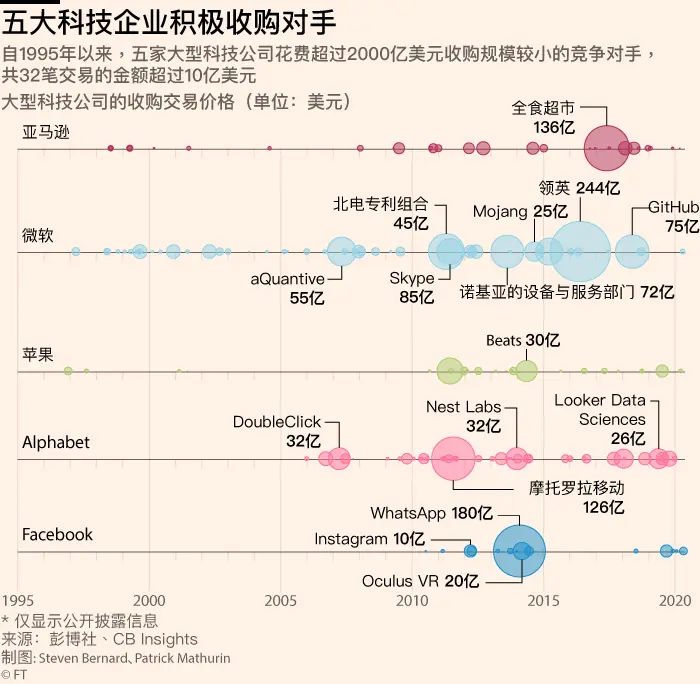 五大科技企业积极收购对手
自1995年以来，五家大型科技公司花费超过2000亿美元收购规模较小的竞争对手，
共32笔交易的金额超过10亿美元
大型科技公司的收购交易价格（单位：美元）
全食超市
136亿
亚马逊
领英 244亿
北电专利组合
45亿
Mojang 25亿
GitHub
75亿
微软
aQuantive
55亿
Skype
85亿
诺基亚的设备与服务部门 72亿
苹果
Beats 30亿
DoubleClick
32亿
Nest Labs
32亿
Looker Data
Sciences
26亿
Alphabet
摩托罗拉移动
126亿
WhatsApp 180亿
Facebook
Instagram 10亿
Oculus VR 20亿
1995 2000 2005 2010 2015 2020
* 仅显示公开披露信息
来源：彭博社、CB Insights
制图: Steven Bernard、Patrick Mathurin
© FT